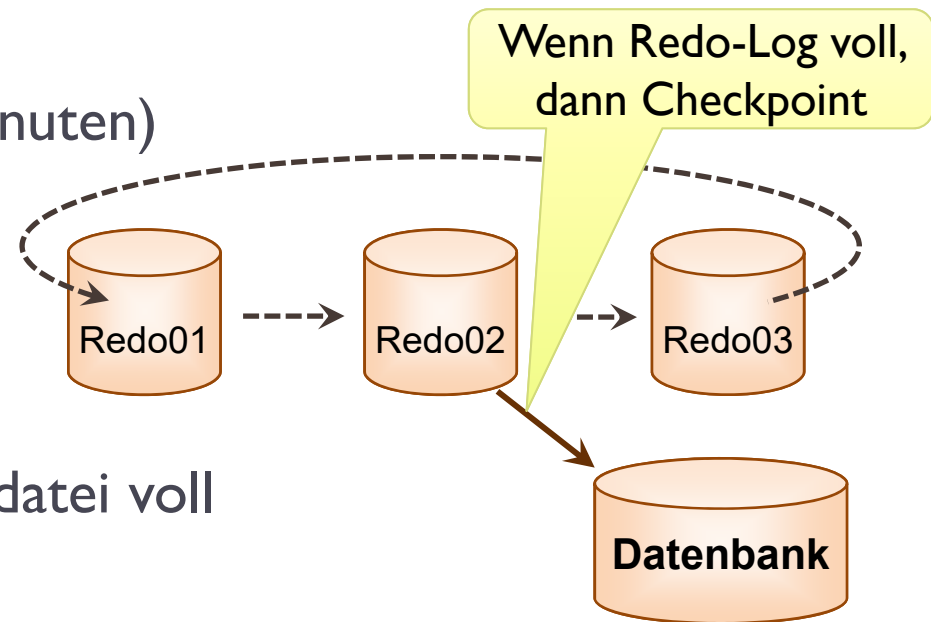 Wenn Redo-Log voll,
dann Checkpoint
nuten)
Redo01
Redo02
Redo03
datei voll
Datenbank